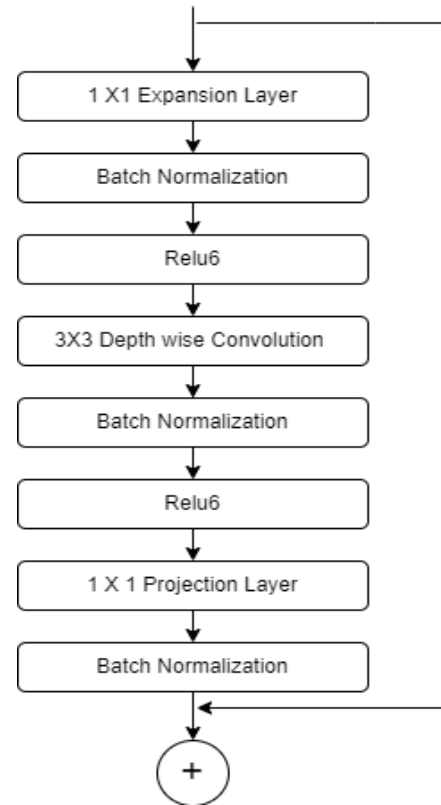 1 X1 Expansion Layer
Batch Normalization
Relu6
3X3 Depth wise Convolution
Batch Normalization
Relu6
1 X 1 Projection Layer
Batch Normalization
+